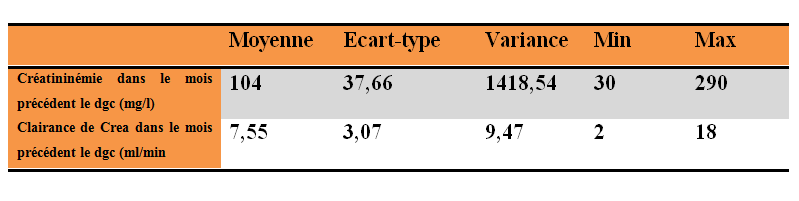 Moyenne Ecart-type Variance Min Max
Créatininémie dans le mois
précédent le dgc (mg/l)
104 37,66 1418,54 30 290
Clairance de Crea dans le mois
précédent le dgc (ml/min
7,55 3,07 9,47 2 18